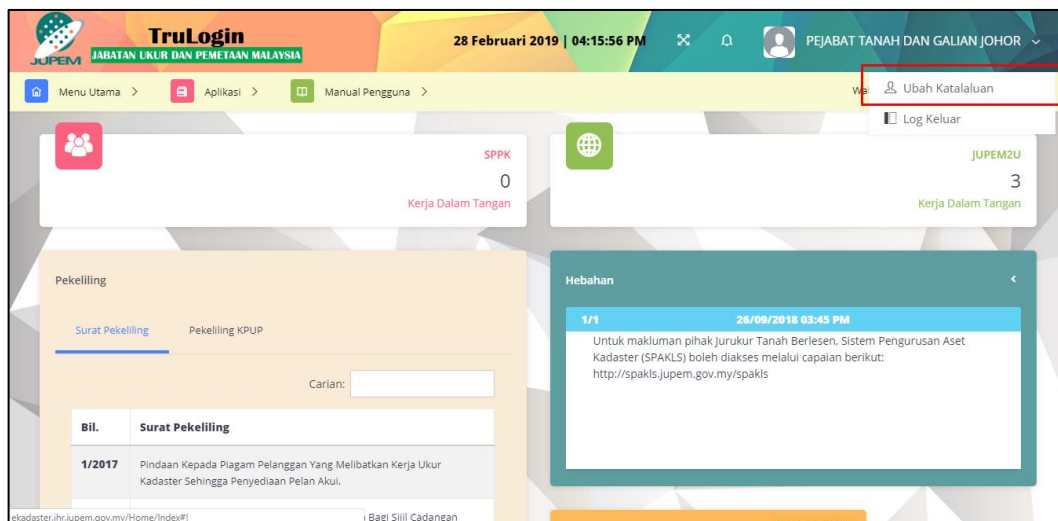 TruLogin
JUPEM JABATAN UKUR DAN PEMETAAN MALAYSIA
28 Februari 2019 | 04:15:56 PM
PEJABAT TANAH DAN GALIAN JOHOR
Menu Utama >
Aplikasi >
Manual Pengguna >
Ubah Katalaluan
Log Keluar
SPPK
0
Kerja Dalam Tangan
JUPEM2U
3
Kerja Dalam Tangan
Pekeliling
Surat Pekeliling Pekeliling KPUP
Carian:
Bil. Surat Pekeliling
1/2017 Pindaan Kepada Piagam Pelanggan Yang Melibatkan Kerja Ukur
Kadaster Sehingga Penyediaan Pelan Akui.
Bagi Sijil Cadangan
Hebahan
1/1 26/09/2018 03:45 PM
Untuk makluman pihak Jurukur Tanah Berlesen, Sistem Pengurusan Aset
Kadaster (SPAKLS) boleh diakses melalui capaian berikut:
http://spakls.jupem.gov.my/spakls
ekadaster.jhr.jupem.gov.my/Home/Index#!